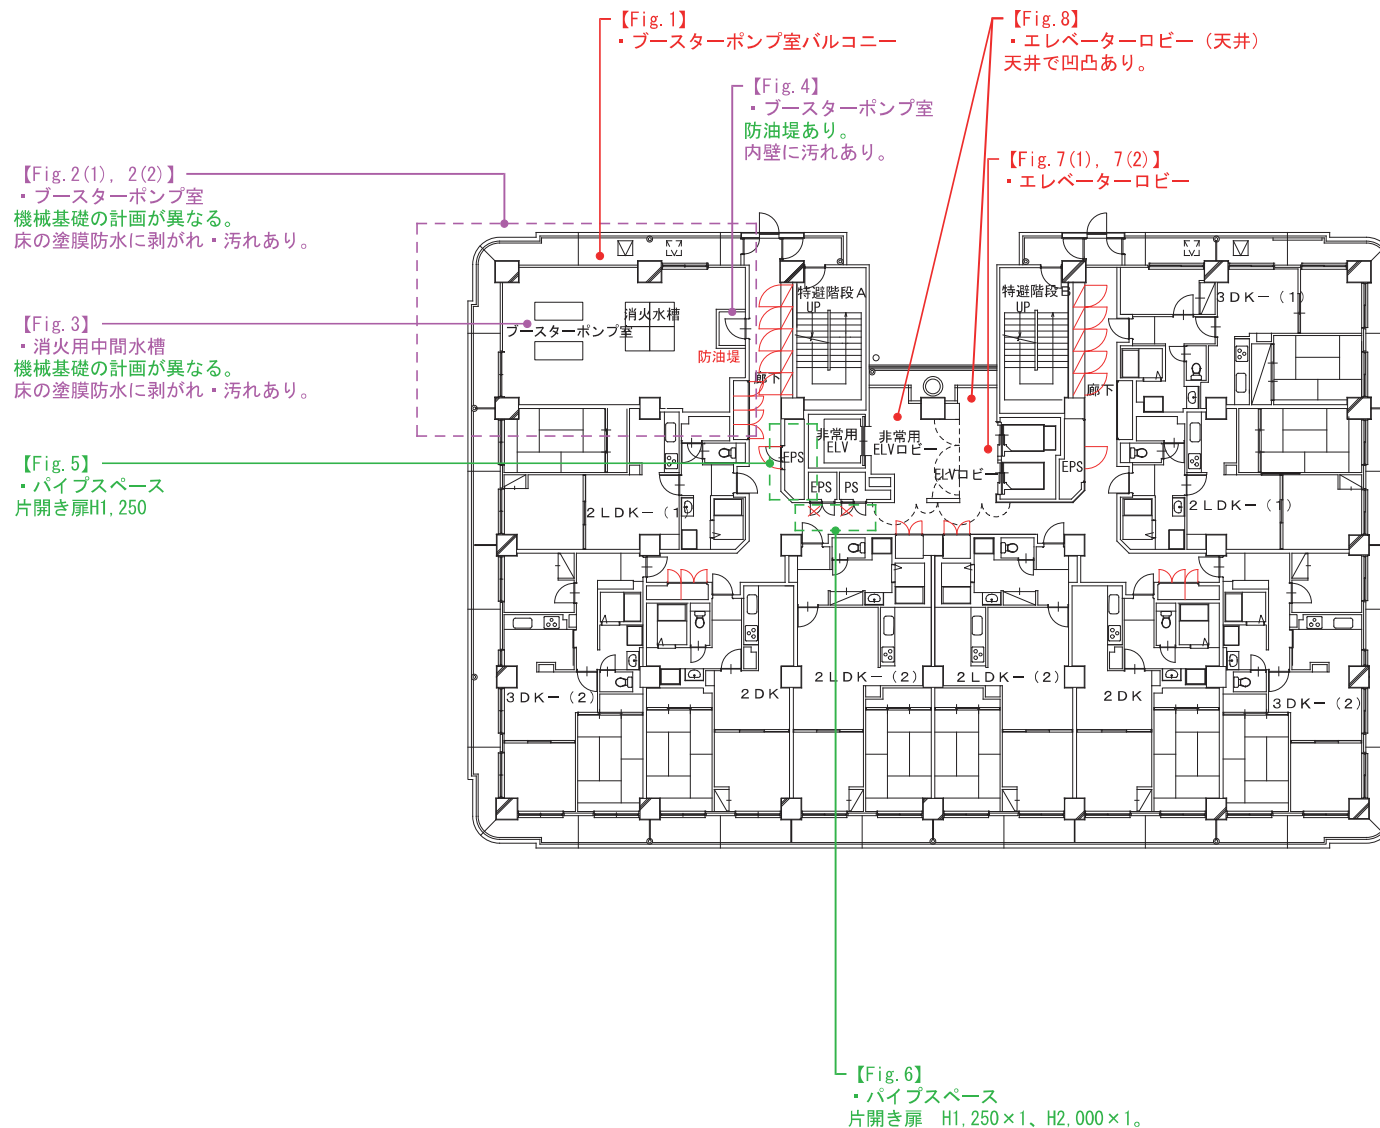 【Fig.1】
・ブースターポンプ室バルコニー
【Fig.8】
・エレベーターロビー（天井）
天井で凹凸あり。
【Fig.4】
・ブースターポンプ室
防油堤あり。
内壁に汚れあり。
【Fig.7(1), 7(2)】
・エレベーターロビー
【Fig.2(1), 2(2)】
・ブースターポンプ室
機械基礎の計画が異なる。
床の塗膜防水に剥がれ・汚れあり。
【Fig.3】
・消火用中間水槽
機械基礎の計画が異なる。
床の塗膜防水に剥がれ・汚れあり。
【Fig.5】
・パイプスペース
片開き扉H1,250
特避階段A
UP
特避階段B
UP
3DK－（1）
消火水槽
ブースターポンプ室
防油堤
廊下
廊下
非常用
ELV
非常用
ELVロビー
EPS
EPS
PS
ELVロビー
EPS
2LDK－（1）
2LDK－（1）
3DK－（2）
2DK
2LDK－（2）
2LDK－（2）
2DK
3DK－（2）
【Fig.6】
・パイプスペース
片開き扉　H1,250×1、H2,000×1。